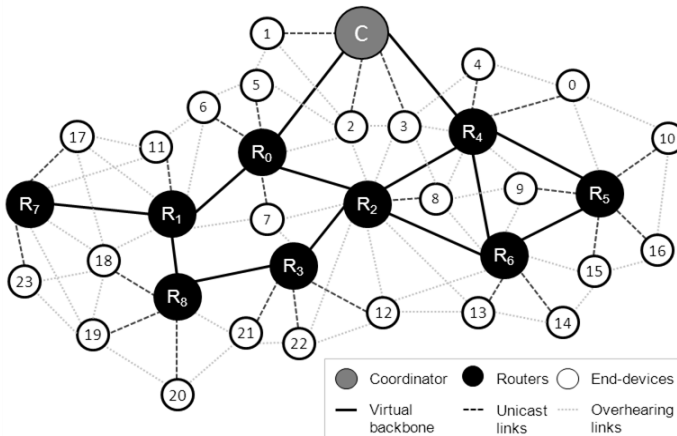 1
C
4
0
5
6
2
3
17
11
R₀
R₄
10
R₇
R₁
7
R₂
8
9
R₅
18
R₃
R₆
23
R₈
15
16
19
21
22
12
13
14
20
Coordinator Routers End-devices
Virtual backbone Unicast links Overhearing links